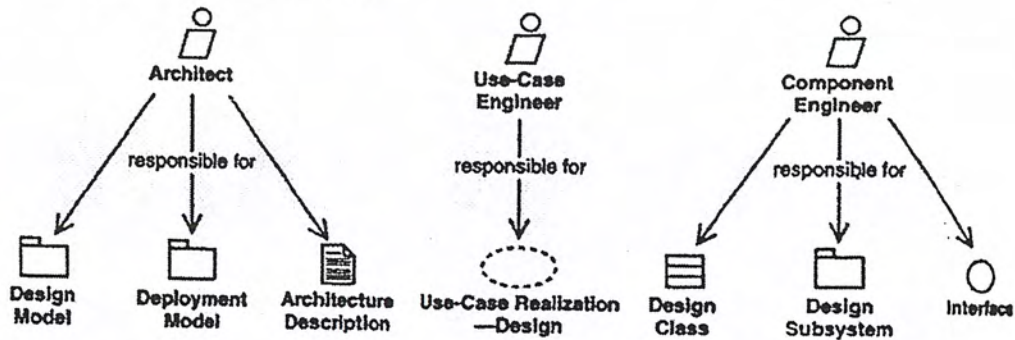 Architect
Use-Case
Engineer
Component
Engineer
responsible for
responsible for
responsible for
Design
Model
Deployment
Model
Architecture
Description
Use-Case Realization
—Design
Design
Class
Design
Subsystem
Interface